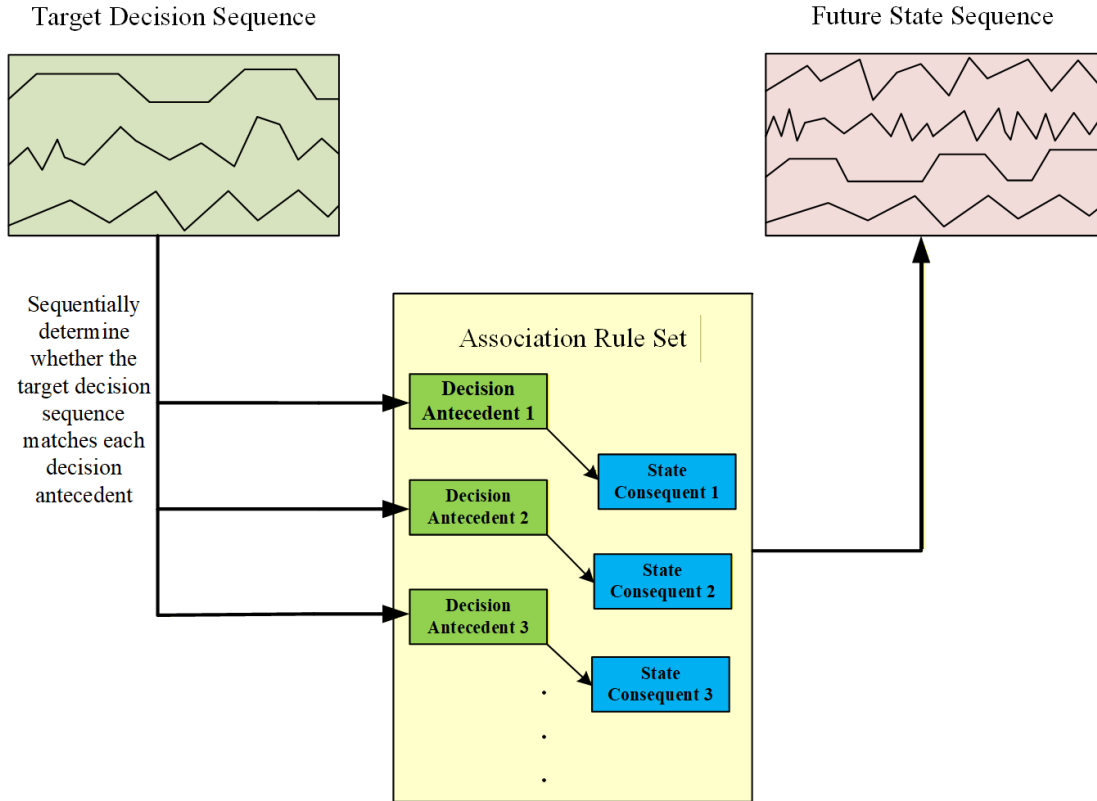 Target Decision Sequence
Future State Sequence
Sequentially
determine
whether the
target decision
sequence
matches each
decision
antecedent
Association Rule Set
Decision
Antecedent 1
State
Consequent 1
Decision
Antecedent 2
State
Consequent 2
Decision
Antecedent 3
State
Consequent 3